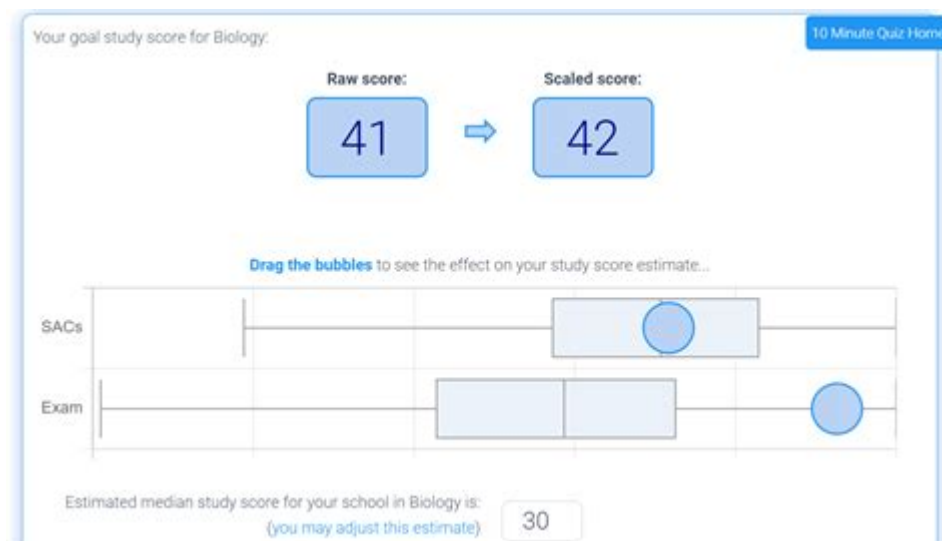 Your goal study score for Biology:
10 Minute Quiz Home
Raw score:
Scaled score:
41
42
Drag the bubbles to see the effect on your study score estimate...
SACs
Exam
Estimated median study score for your school in Biology is:
(you may adjust this estimate)
30